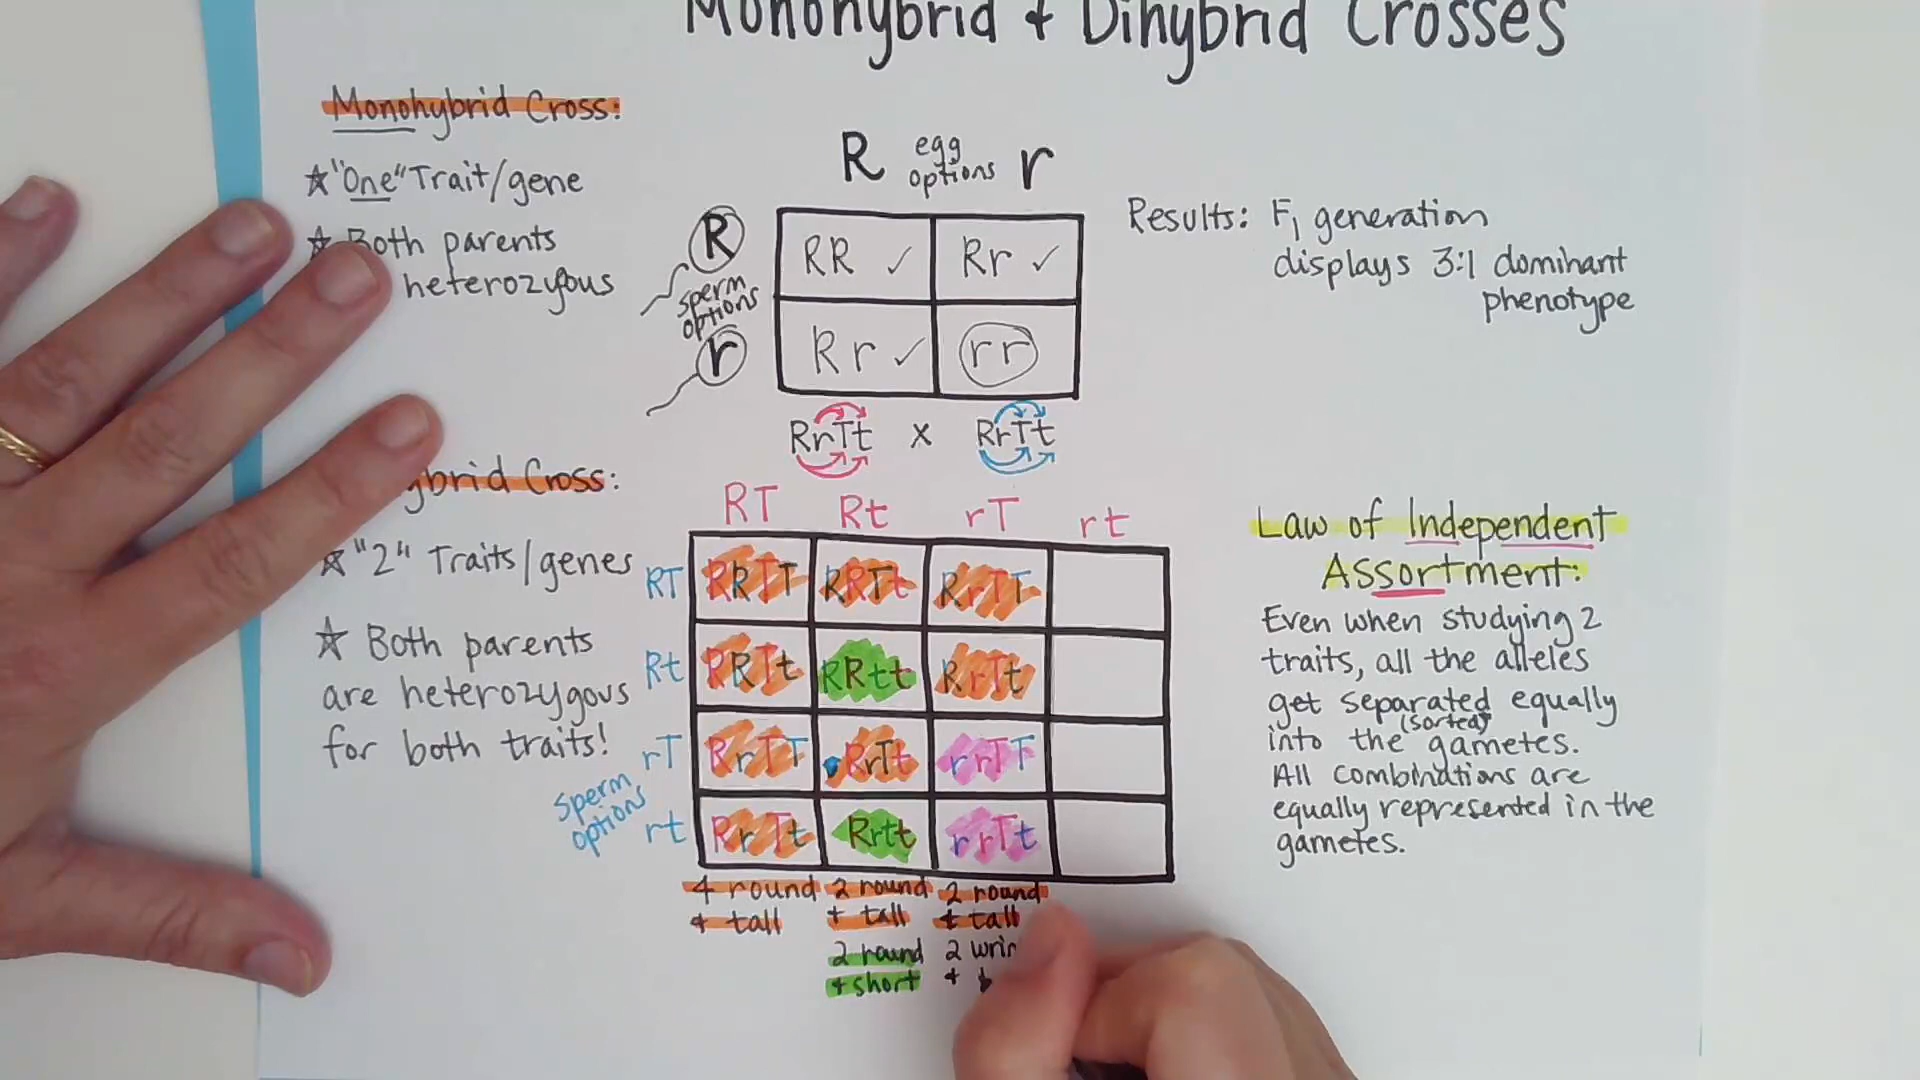 Monohybrid + Dihybrid Crosses
Monohybrid Cross:
☆ "One" Trait/gene
☆ Both parents
heterozygous
R egg options r
R
sperm options
r
RR ✓ Rr ✓
Rr ✓ rr
Results: F1 generation
displays 3:1 dominant
phenotype
RrTt x RrTt
Cross:
☆ "2" Traits/genes
☆ Both parents
are heterozygous
for both traits!
RT Rt rT rt
RT RRTT RRTt RrTT
Rt RRTt RRtt RrTt
rT RrTT RrTt rrTT
rt RrTt Rrtt rrTt
sperm
options
4 round
+ tall
2 round
+ tall
2 round
+ short
2 round
+ tall
2
+
Law of Independent
Assortment:
Even when studying 2
traits, all the alleles
get separated equally
(sorted)
into the gametes.
All combinations are
equally represented in the
gametes.